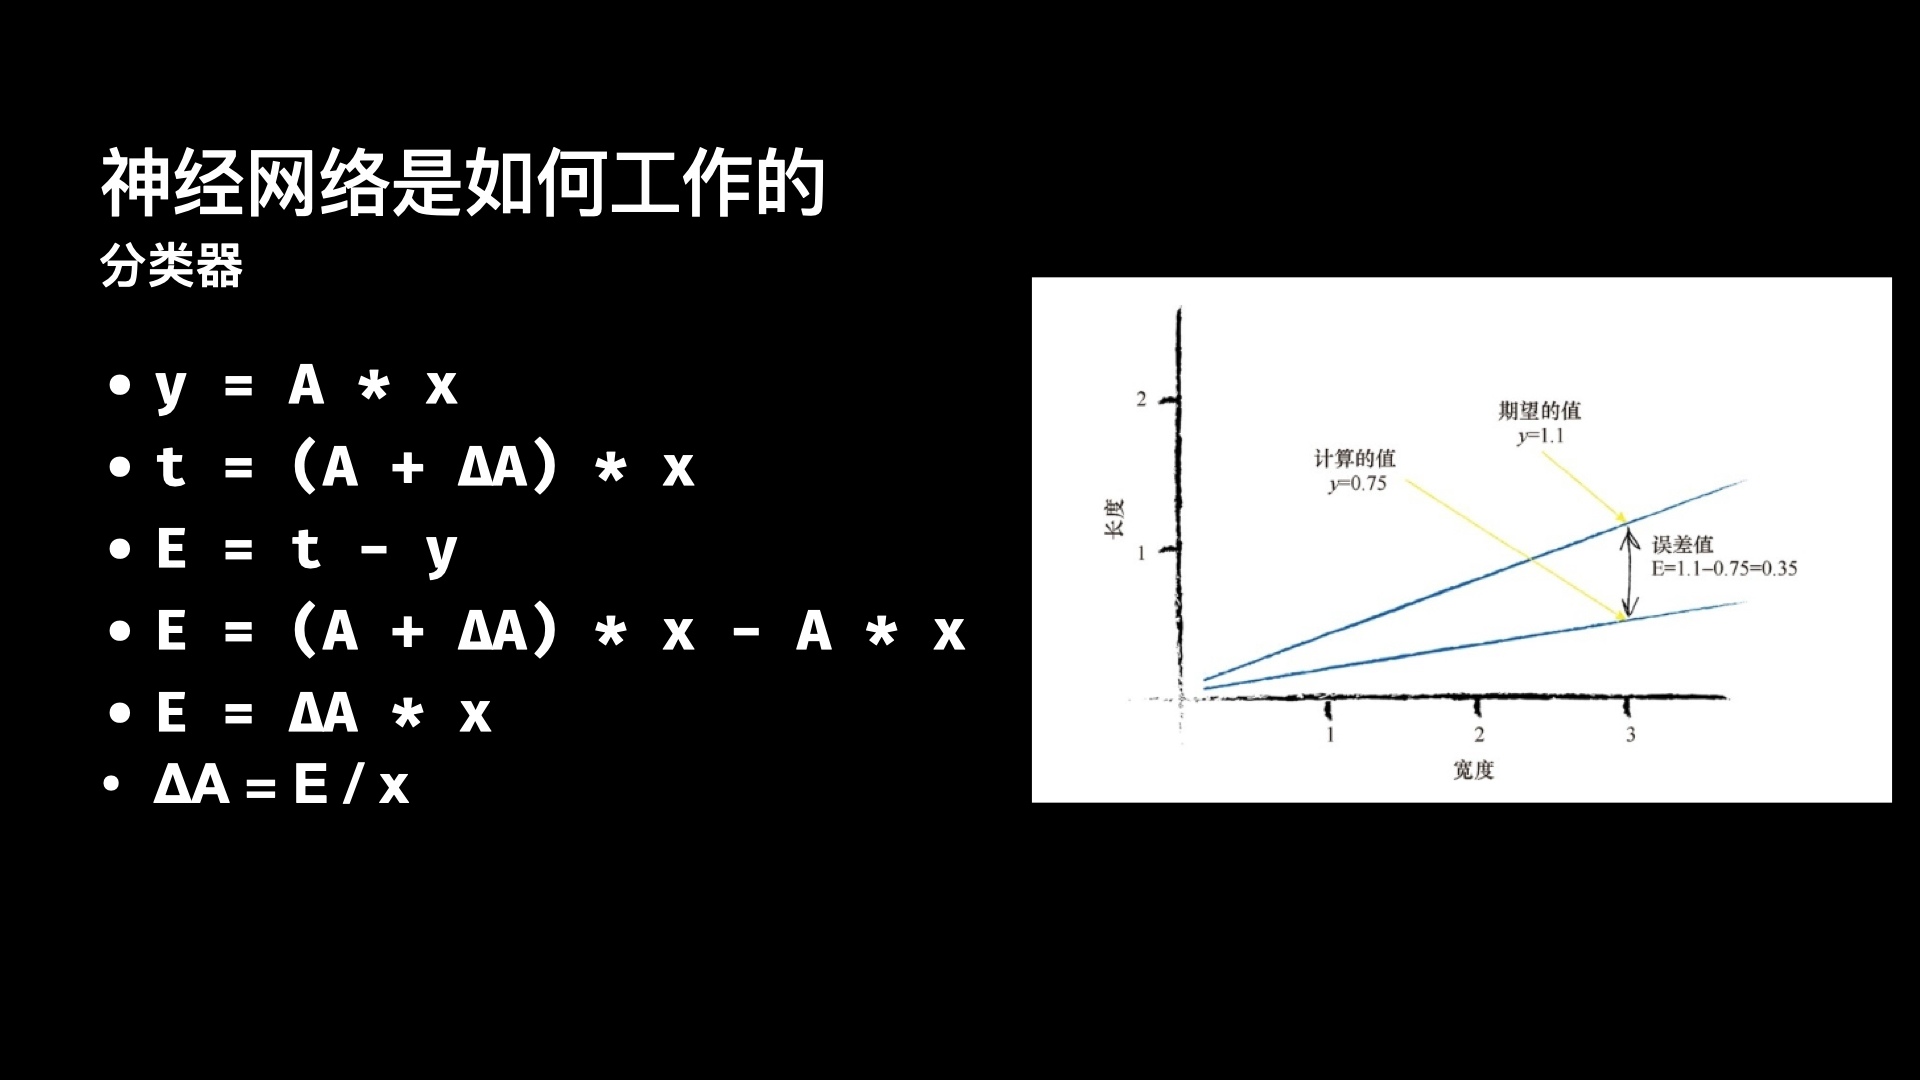 神经网络是如何工作的
分类器
• y = A * x
• t = (A + ΔA) * x
• E = t - y
• E = (A + ΔA) * x - A * x
• E = ΔA * x
• ΔA = E / x
期望的值
y=1.1
计算的值
y=0.75
误差值
E=1.1–0.75=0.35
长度
2
1
1 2 3
宽度